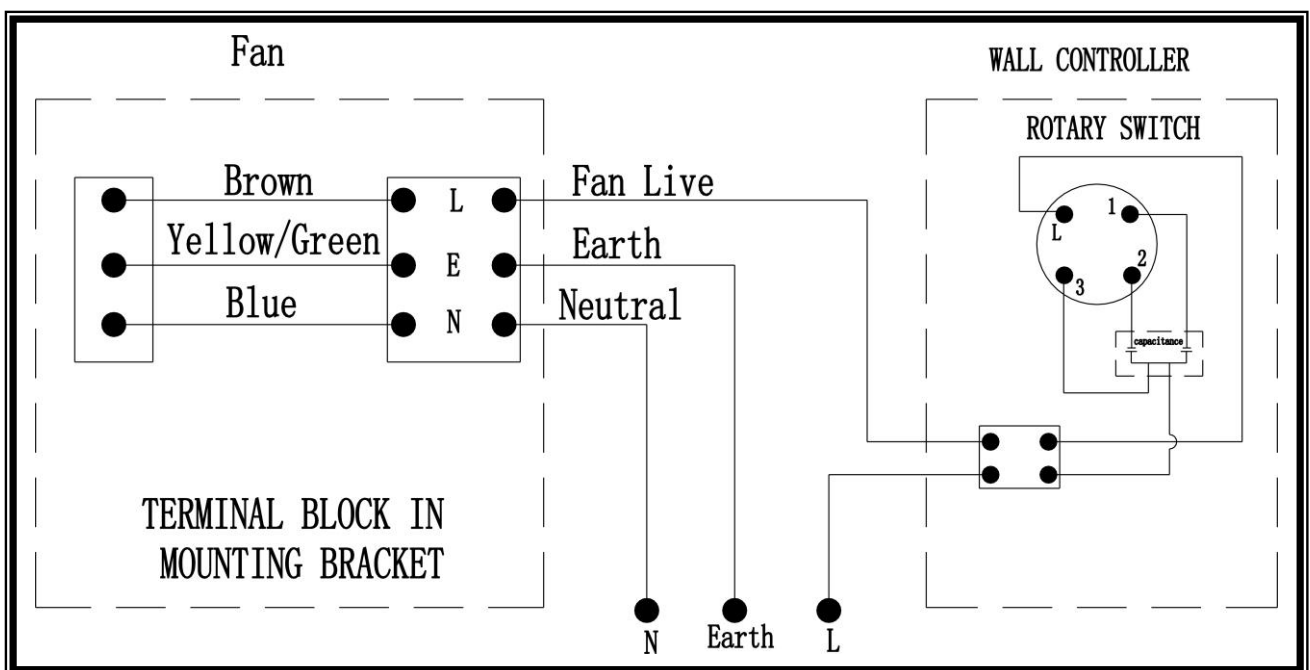 Fan
WALL CONTROLLER
ROTARY SWITCH
Brown
L
Fan Live
Yellow/Green
E
Earth
Blue
N
Neutral
L
1
2
3
capacitance
TERMINAL BLOCK IN
MOUNTING BRACKET
N
Earth
L